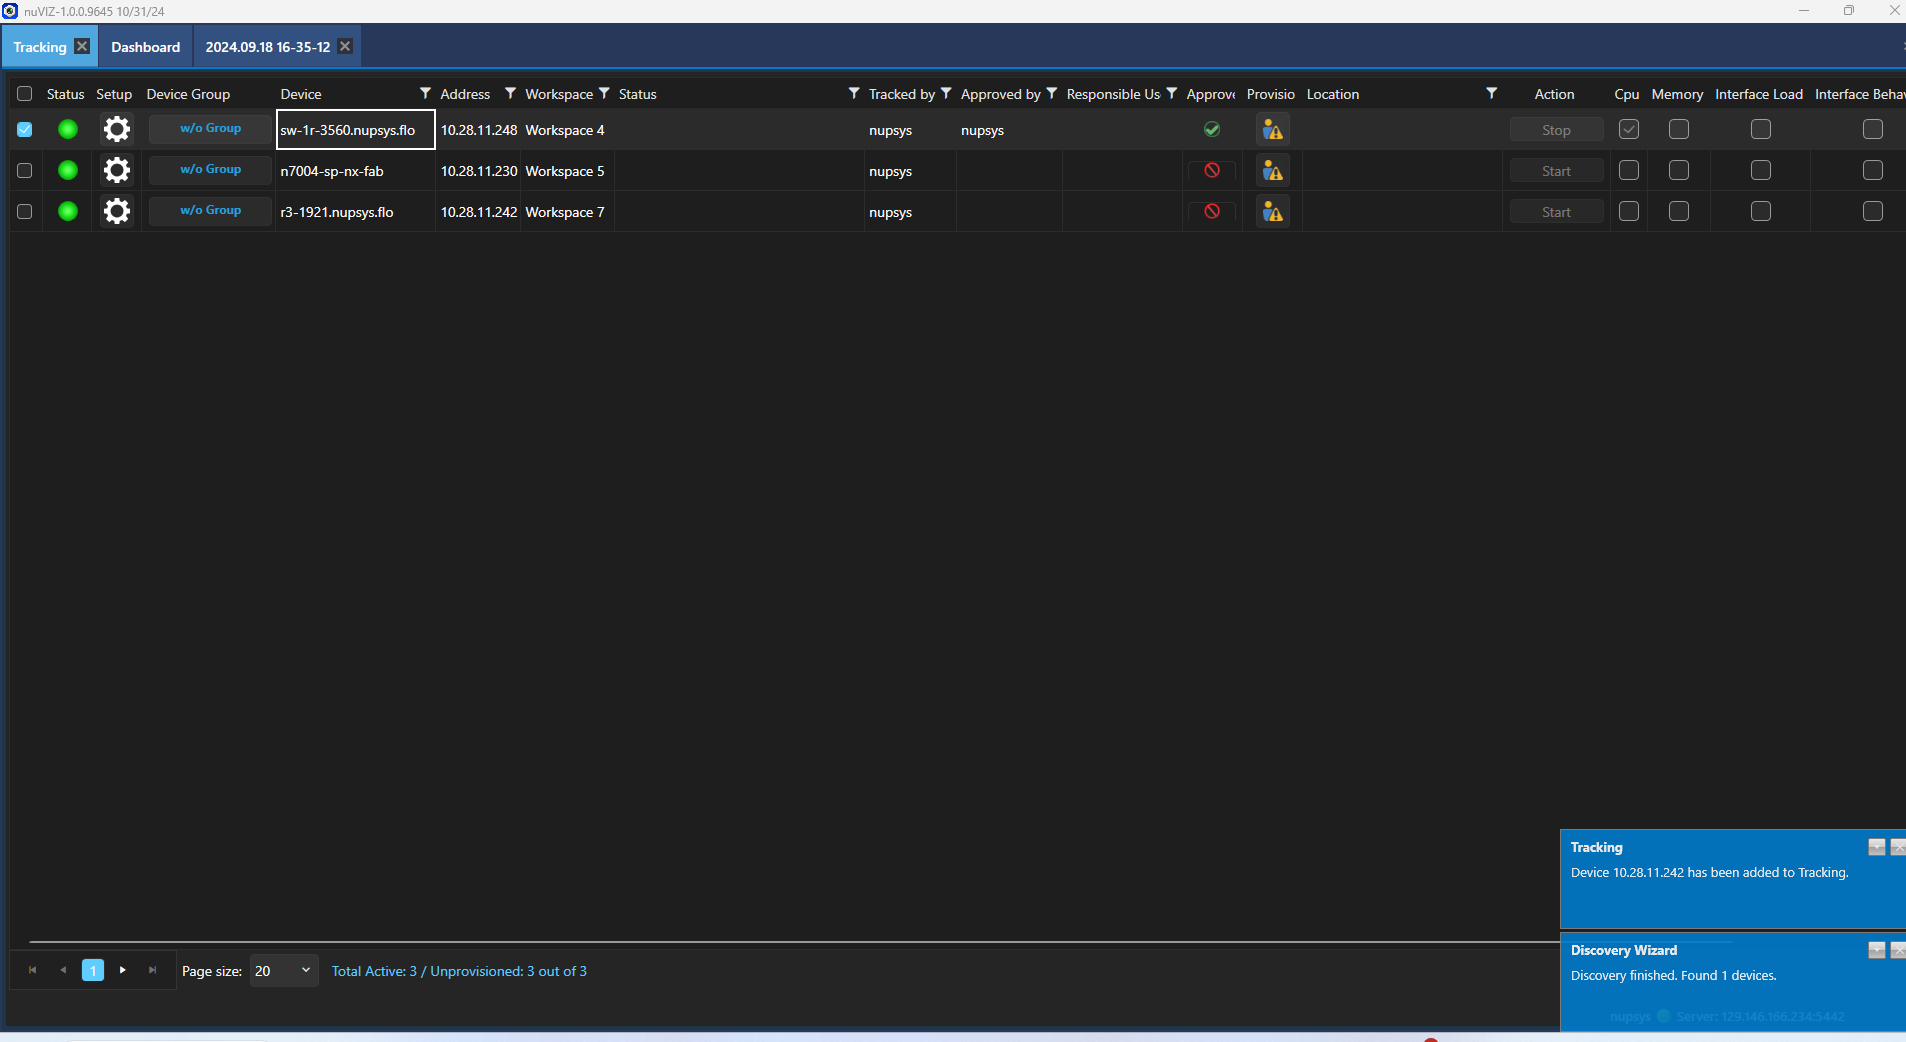 nuVIZ-1.0.0.9645 10/31/24
Tracking Dashboard 2024.09.18 16-35-12
Status Setup Device Group Device Address Workspace Status Tracked by Approved by Responsible Us Approve Provisio Location Action Cpu Memory Interface Load Interface Behav
w/o Group sw-1r-3560.nupsys.flo 10.28.11.248 Workspace 4 nupsys nupsys Stop
w/o Group n7004-sp-nx-fab 10.28.11.230 Workspace 5 nupsys Start
w/o Group r3-1921.nupsys.flo 10.28.11.242 Workspace 7 nupsys Start
Tracking
Device 10.28.11.242 has been added to Tracking.
Discovery Wizard
Discovery finished. Found 1 devices.
1 Page size: 20 Total Active: 3 / Unprovisioned: 3 out of 3
nupsys Server: 129.146.166.234:5442